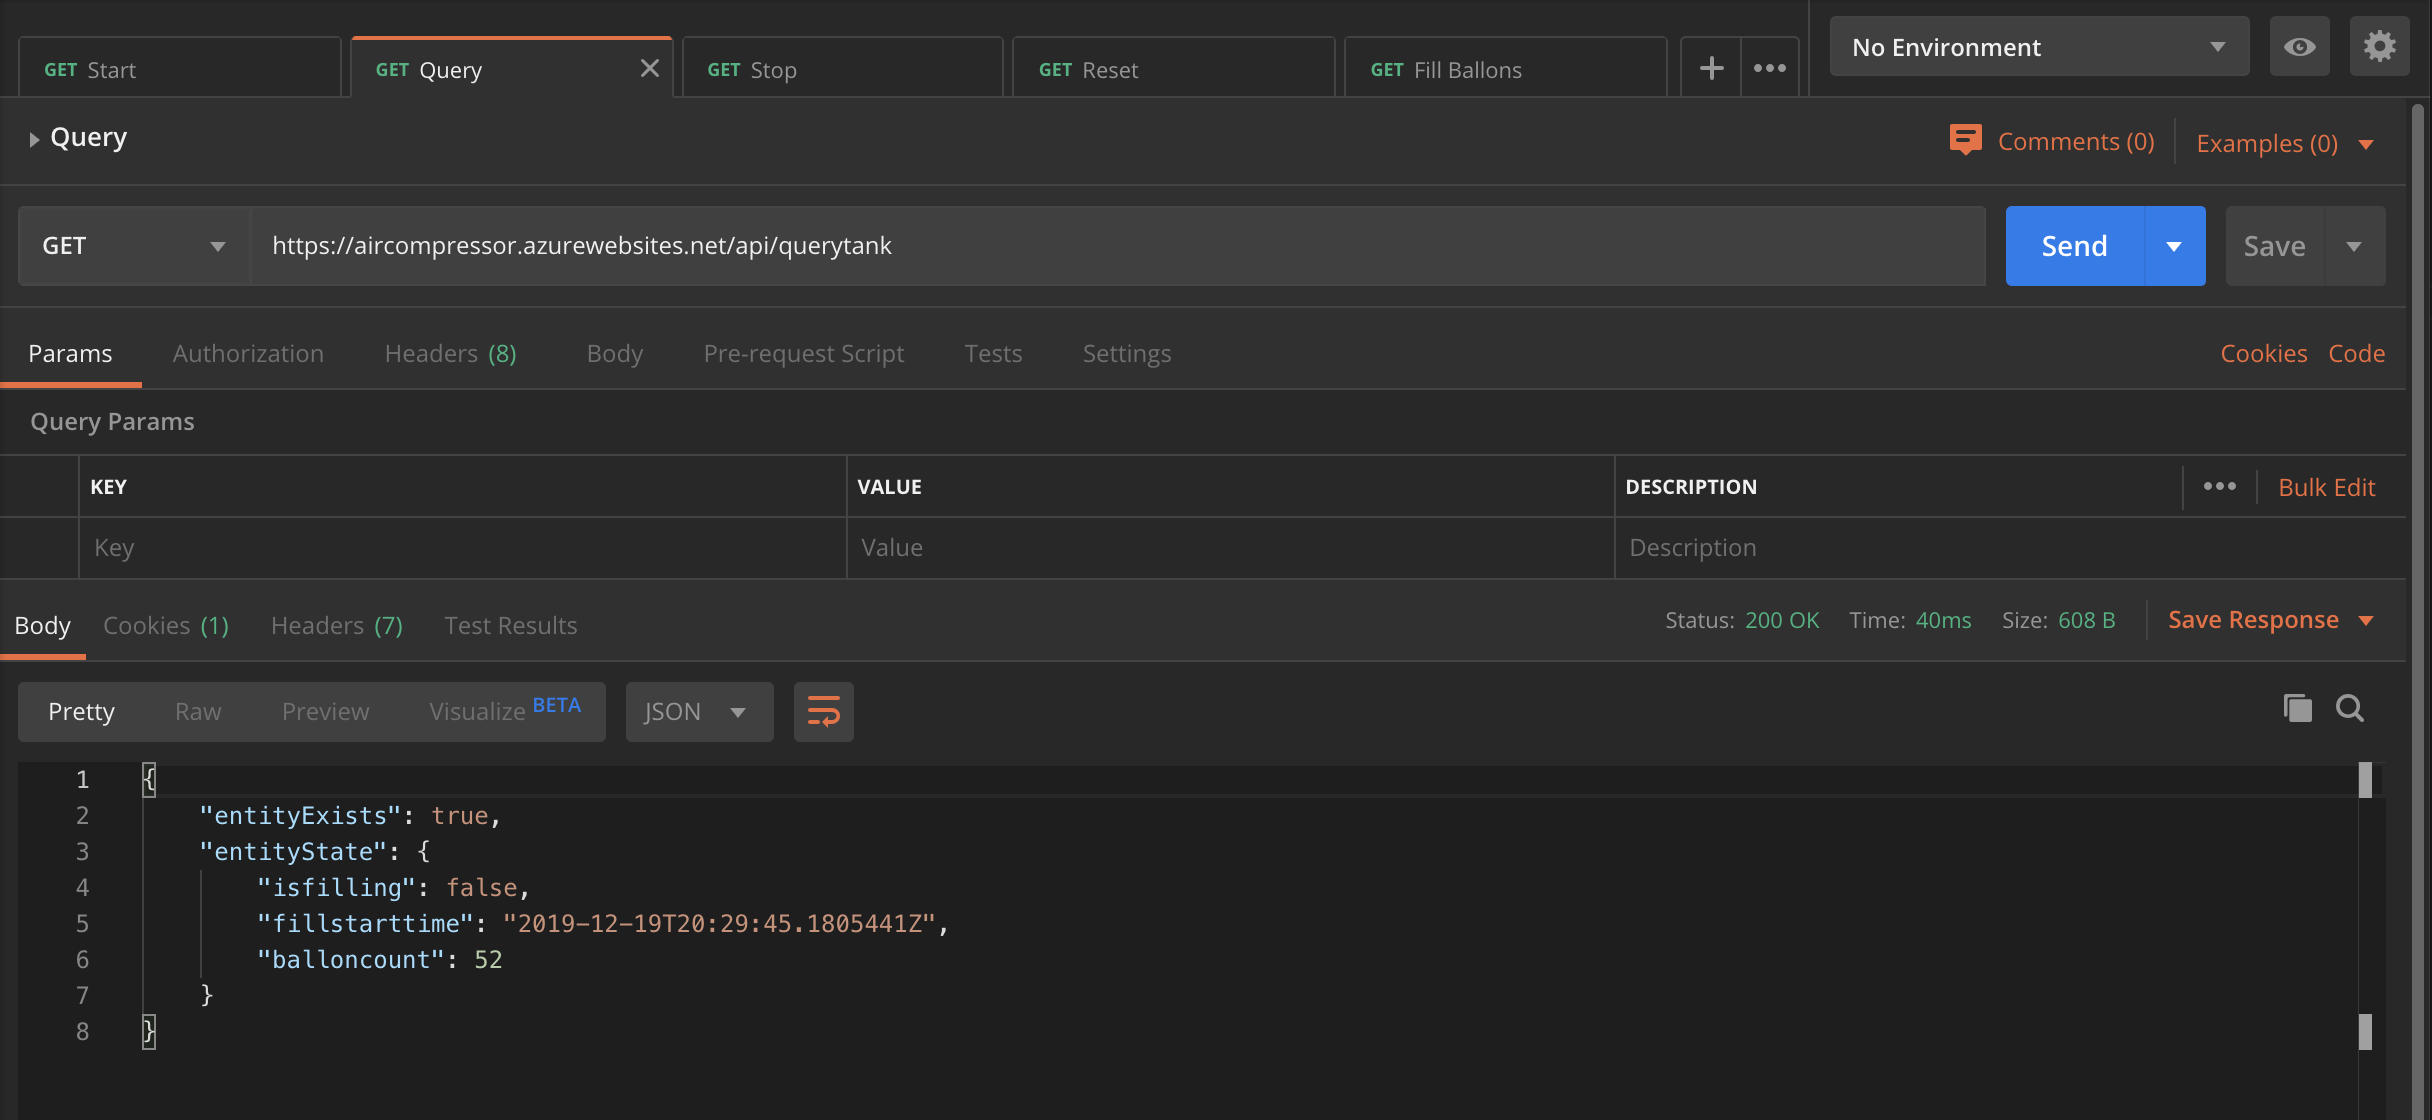 GET Start GET Query GET Stop GET Reset GET Fill Ballons No Environment
Query Comments (0) Examples (0)
GET https://aircompressor.azurewebsites.net/api/querytank Send Save
Params Authorization Headers (8) Body Pre-request Script Tests Settings Cookies Code
Query Params
KEY VALUE DESCRIPTION Bulk Edit
Key Value Description
Body Cookies (1) Headers (7) Test Results Status: 200 OK Time: 40ms Size: 608 B Save Response
Pretty Raw Preview Visualize BETA JSON
1 {
2 "entityExists": true,
3 "entityState": {
4 "isfilling": false,
5 "fillstarttime": "2019-12-19T20:29:45.1805441Z",
6 "balloncount": 52
7 }
8 }